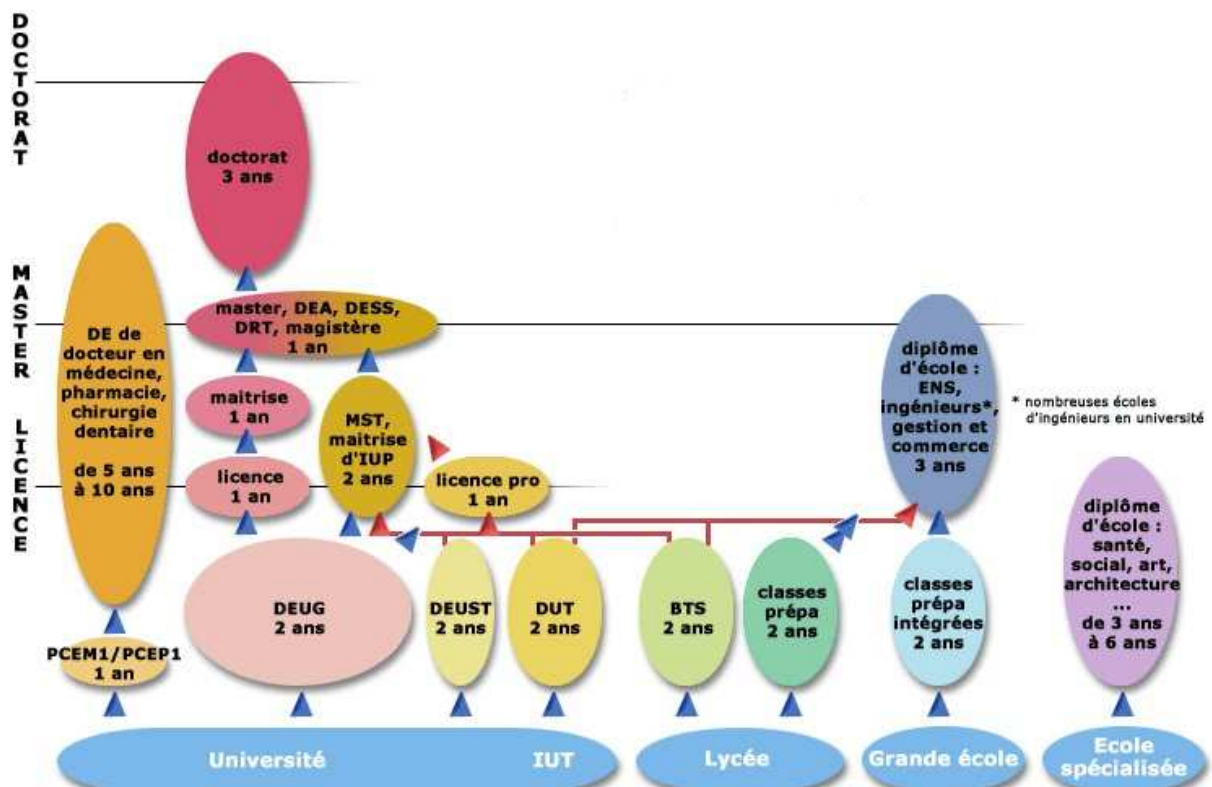 DOCTORAT
doctorat
3 ans
MASTER
master, DEA, DESS,
DRT, magistère
1 an
DE de
docteur en
médecine,
pharmacie,
chirurgie
dentaire
de 5 ans
à 10 ans
maitrise
1 an
MST,
maitrise
d'IUP
2 ans
diplôme
d'école :
ENS,
ingénieurs*,
gestion et
commerce
3 ans
* nombreuses écoles
d'ingénieurs en université
LICENCE
licence
1 an
licence pro
1 an
diplôme
d'école :
santé,
social, art,
architecture
...
de 3 ans
à 6 ans
PCEM1/PCEP1
1 an
DEUG
2 ans
DEUST
2 ans
DUT
2 ans
BTS
2 ans
classes
prépa
2 ans
classes
prépa
intégrées
2 ans
Université
IUT
Lycée
Grande école
Ecole
spécialisée